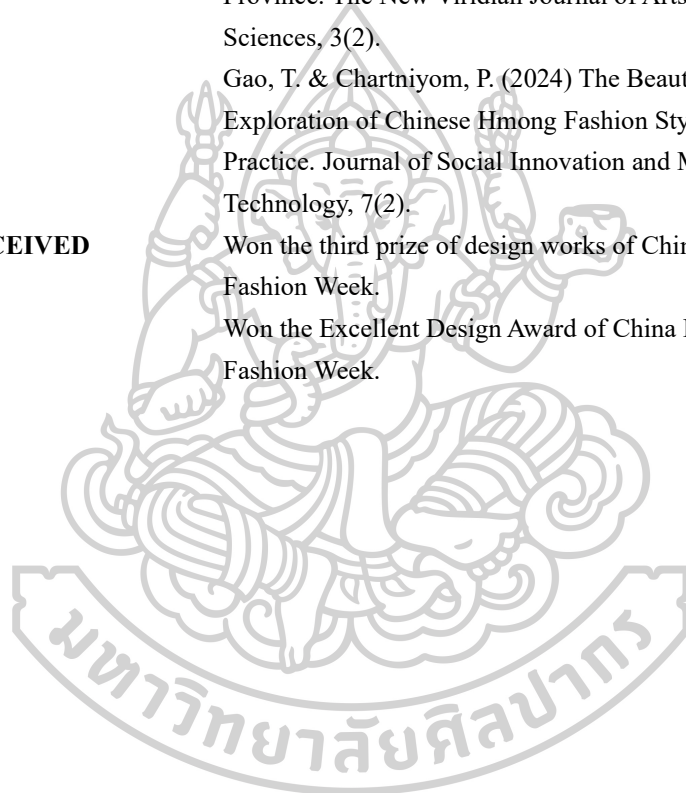 Province. The New Viridian Journal of Arts
Sciences, 3(2).
Gao, T. & Chartniyom, P. (2024) The Beaut
Exploration of Chinese Hmong Fashion Sty
Practice. Journal of Social Innovation and M
Technology, 7(2).
CEIVED Won the third prize of design works of Chin
Fashion Week.
Won the Excellent Design Award of China I
Fashion Week.
มหาวิทยาลัยศิลปากร